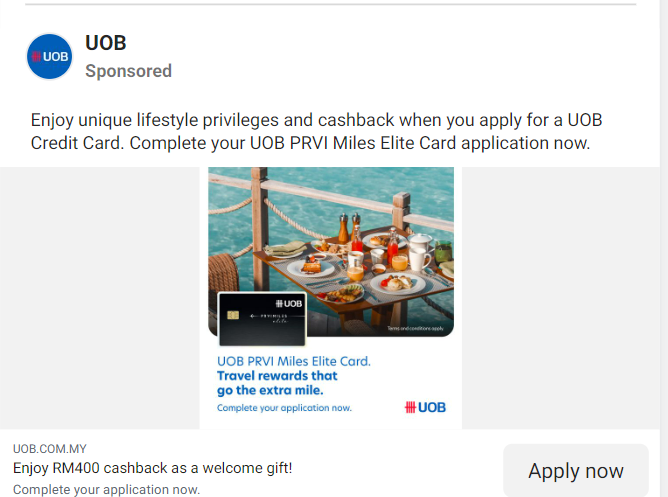 UOB
UOB
Sponsored
Enjoy unique lifestyle privileges and cashback when you apply for a UOB
Credit Card. Complete your UOB PRVI Miles Elite Card application now.
UOB
PRVI MILES
elite
Terms and conditions apply.
UOB PRVI Miles Elite Card.
Travel rewards that
go the extra mile.
Complete your application now.
UOB
UOB.COM.MY
Enjoy RM400 cashback as a welcome gift!
Complete your application now.
Apply now